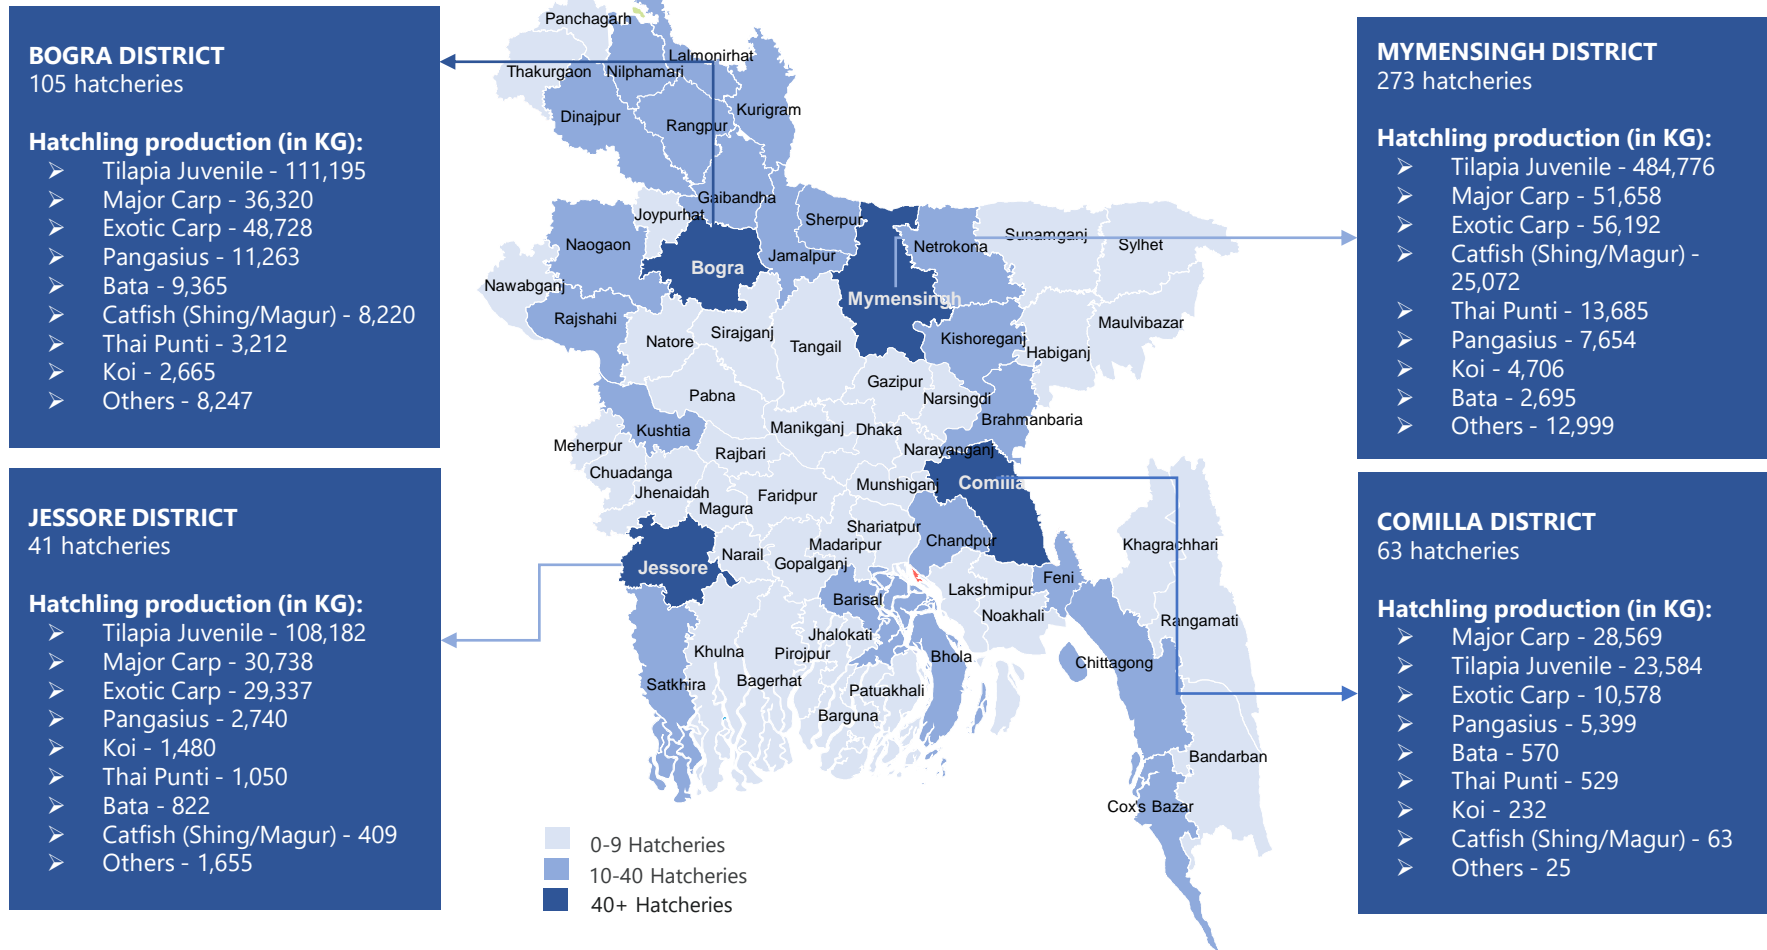 BOGRA DISTRICT
105 hatcheries
Hatchling production (in KG):
➢ Tilapia Juvenile - 111,195
➢ Major Carp - 36,320
➢ Exotic Carp - 48,728
➢ Pangasius - 11,263
➢ Bata - 9,365
➢ Catfish (Shing/Magur) - 8,220
➢ Thai Punti - 3,212
➢ Koi - 2,665
➢ Others - 8,247
JESSORE DISTRICT
41 hatcheries
Hatchling production (in KG):
➢ Tilapia Juvenile - 108,182
➢ Major Carp - 30,738
➢ Exotic Carp - 29,337
➢ Pangasius - 2,740
➢ Koi - 1,480
➢ Thai Punti - 1,050
➢ Bata - 822
➢ Catfish (Shing/Magur) - 409
➢ Others - 1,655
Panchagarh
Lalmonirhat
Thakurgaon
Nilphamari
Kurigram
Dinajpur
Rangpur
Gaibandha
Joypurhat
Sherpur
Sunamganj
Sylhet
Naogaon
Netrokona
Jamalpur
Bogra
Nawabganj
Mymensingh
Rajshahi
Maulvibazar
Sirajganj
Natore
Tangail
Kishoreganj
Habiganj
Gazipur
Pabna
Narsingdi
Brahmanbaria
Kushtia
Manikganj
Dhaka
Meherpur
Rajbari
Narayanganj
Chuadanga
Comilla
Munshiganj
Jhenaidah
Faridpur
Magura
Shariatpur
Chandpur
Madaripur
Khagrachhari
Narail
Gopalganj
Jessore
Feni
Lakshmipur
Barisal
Noakhali
Rangamati
Jhalokati
Khulna
Pirojpur
Bhola
Chittagong
Bagerhat
Satkhira
Patuakhali
Barguna
Bandarban
Cox's Bazar
0-9 Hatcheries
10-40 Hatcheries
40+ Hatcheries
MYMENSINGH DISTRICT
273 hatcheries
Hatchling production (in KG):
➢ Tilapia Juvenile - 484,776
➢ Major Carp - 51,658
➢ Exotic Carp - 56,192
➢ Catfish (Shing/Magur) -
25,072
➢ Thai Punti - 13,685
➢ Pangasius - 7,654
➢ Koi - 4,706
➢ Bata - 2,695
➢ Others - 12,999
COMILLA DISTRICT
63 hatcheries
Hatchling production (in KG):
➢ Major Carp - 28,569
➢ Tilapia Juvenile - 23,584
➢ Exotic Carp - 10,578
➢ Pangasius - 5,399
➢ Bata - 570
➢ Thai Punti - 529
➢ Koi - 232
➢ Catfish (Shing/Magur) - 63
➢ Others - 25